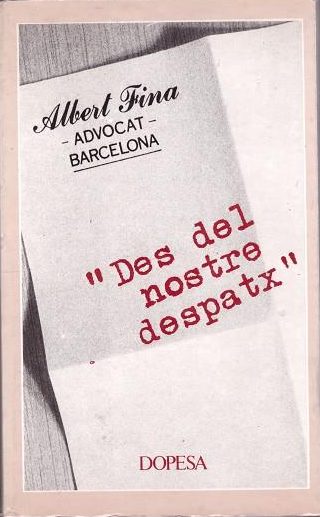 Albert Fina
- ADVOCAT -
BARCELONA
"Des del
nostre
despatx"
DOPESA